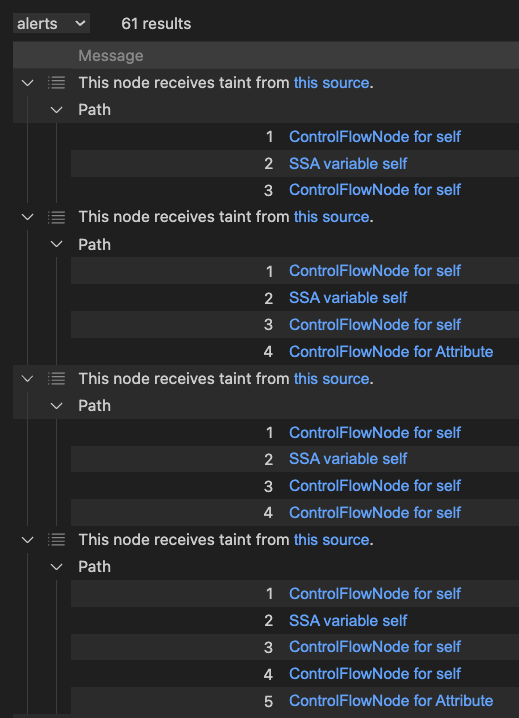 alerts 61 results
Message
This node receives taint from this source.
Path
1 ControlFlowNode for self
2 SSA variable self
3 ControlFlowNode for self
This node receives taint from this source.
Path
1 ControlFlowNode for self
2 SSA variable self
3 ControlFlowNode for self
4 ControlFlowNode for Attribute
This node receives taint from this source.
Path
1 ControlFlowNode for self
2 SSA variable self
3 ControlFlowNode for self
4 ControlFlowNode for self
This node receives taint from this source.
Path
1 ControlFlowNode for self
2 SSA variable self
3 ControlFlowNode for self
4 ControlFlowNode for self
5 ControlFlowNode for Attribute